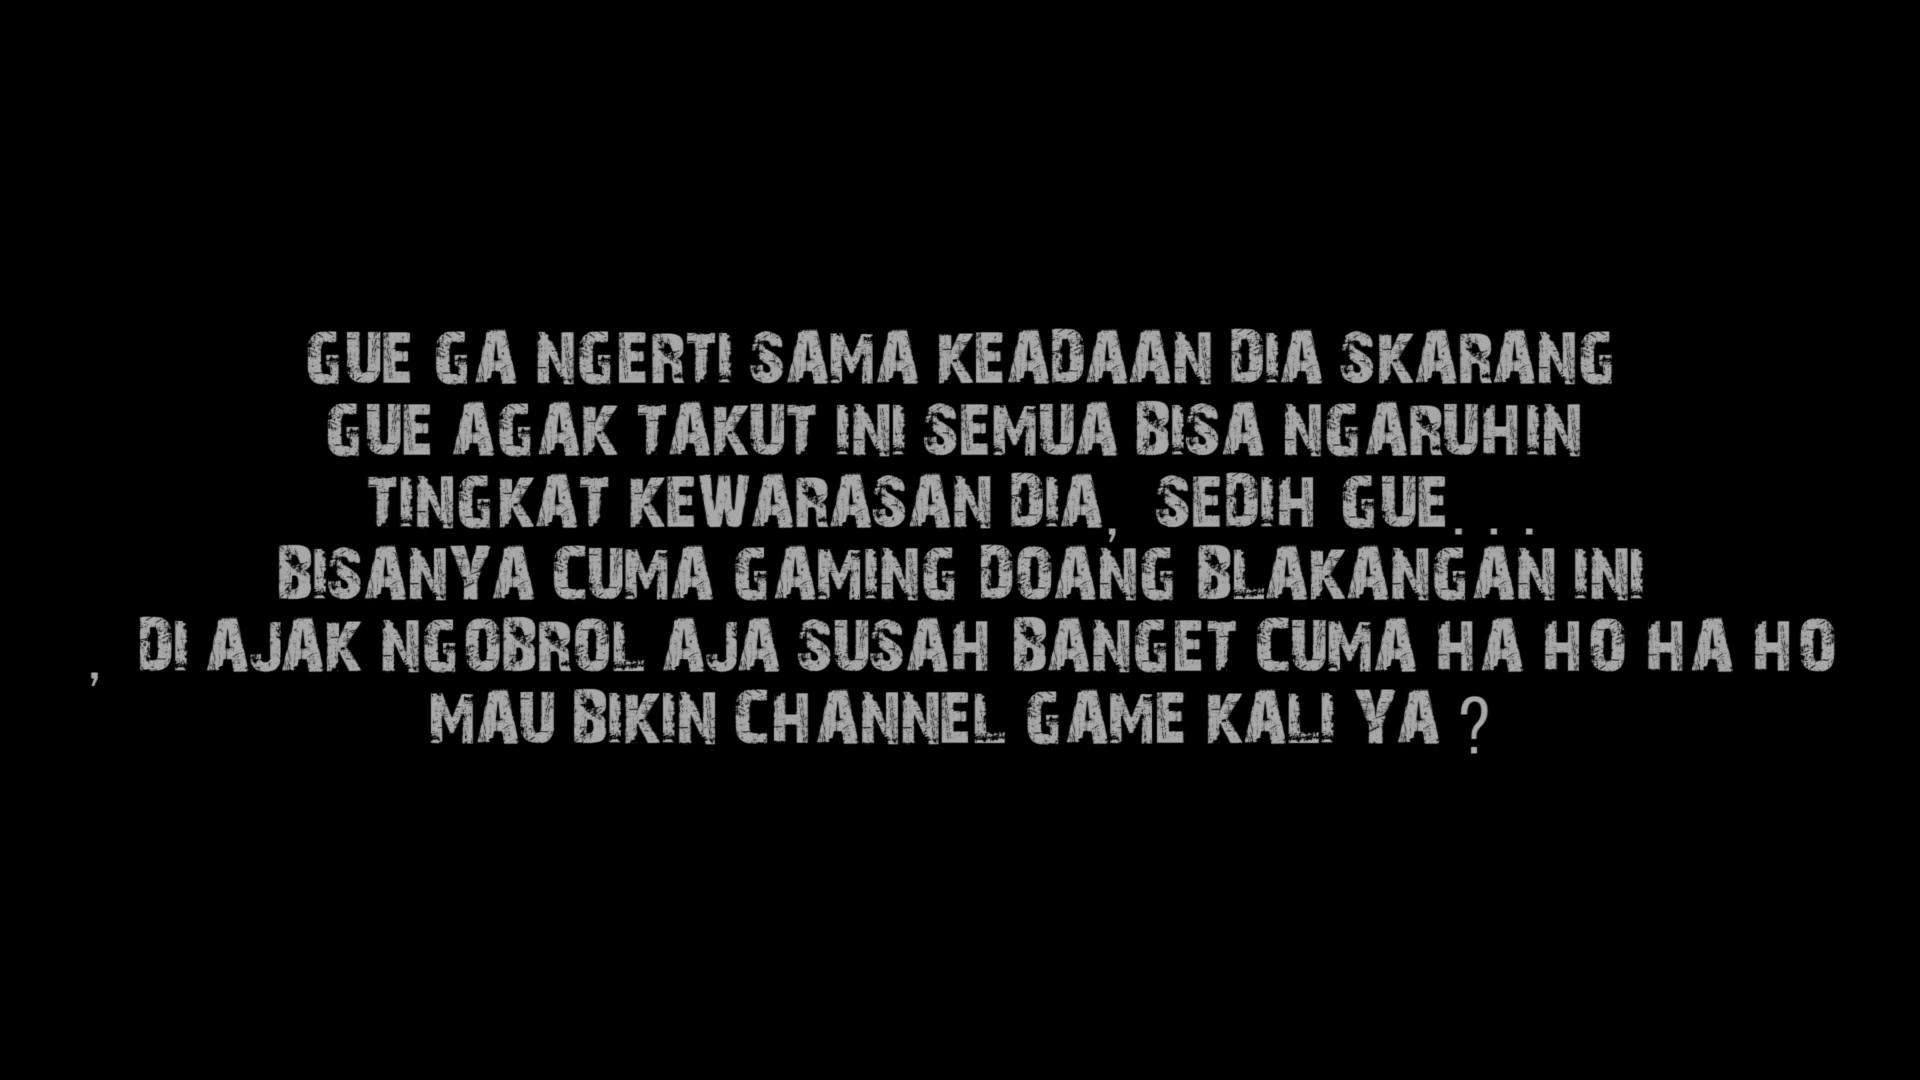 GUE GA NGERTI SAMA KEADAAN DIA SKARANG
GUE AGAK TAKUT INI SEMUA BISA NGARUHIN
TINGKAT KEWARASAN DIA, SEDIH GUE...
BISANYA CUMA GAMING DOANG BLAKANGAN INI
, DI AJAK NGOBROL AJA SUSAH BANGET CUMA HA HO HA HO
MAU BIKIN CHANNEL GAME KALI YA ?